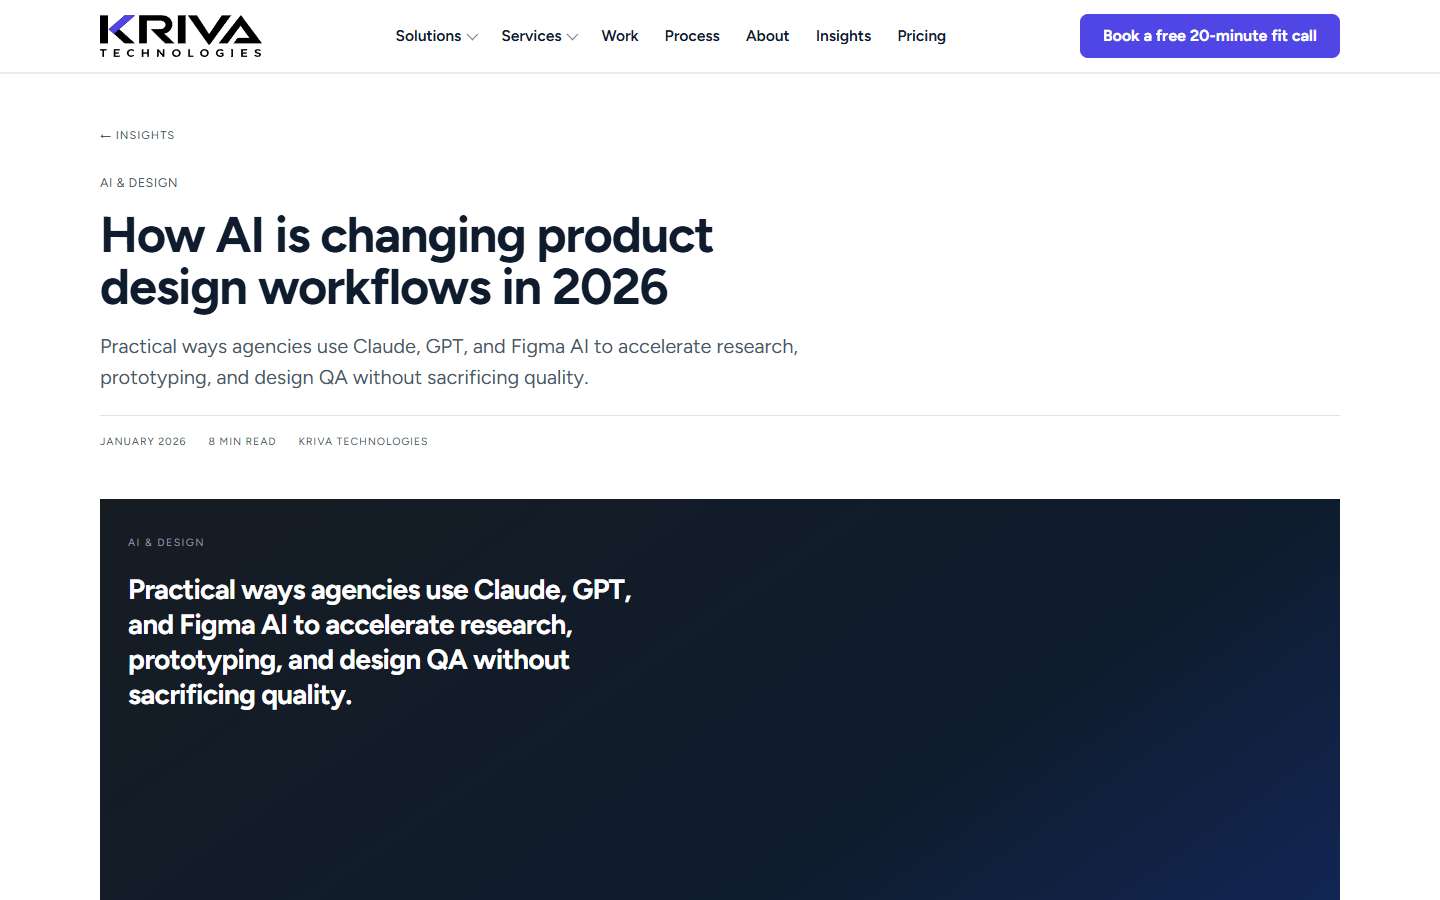 KRIVA
TECHNOLOGIES
Solutions Services Work Process About Insights Pricing
Book a free 20-minute fit call
← INSIGHTS
AI & DESIGN
How AI is changing product
design workflows in 2026
Practical ways agencies use Claude, GPT, and Figma AI to accelerate research,
prototyping, and design QA without sacrificing quality.
JANUARY 2026 8 MIN READ KRIVA TECHNOLOGIES
AI & DESIGN
Practical ways agencies use Claude, GPT,
and Figma AI to accelerate research,
prototyping, and design QA without
sacrificing quality.